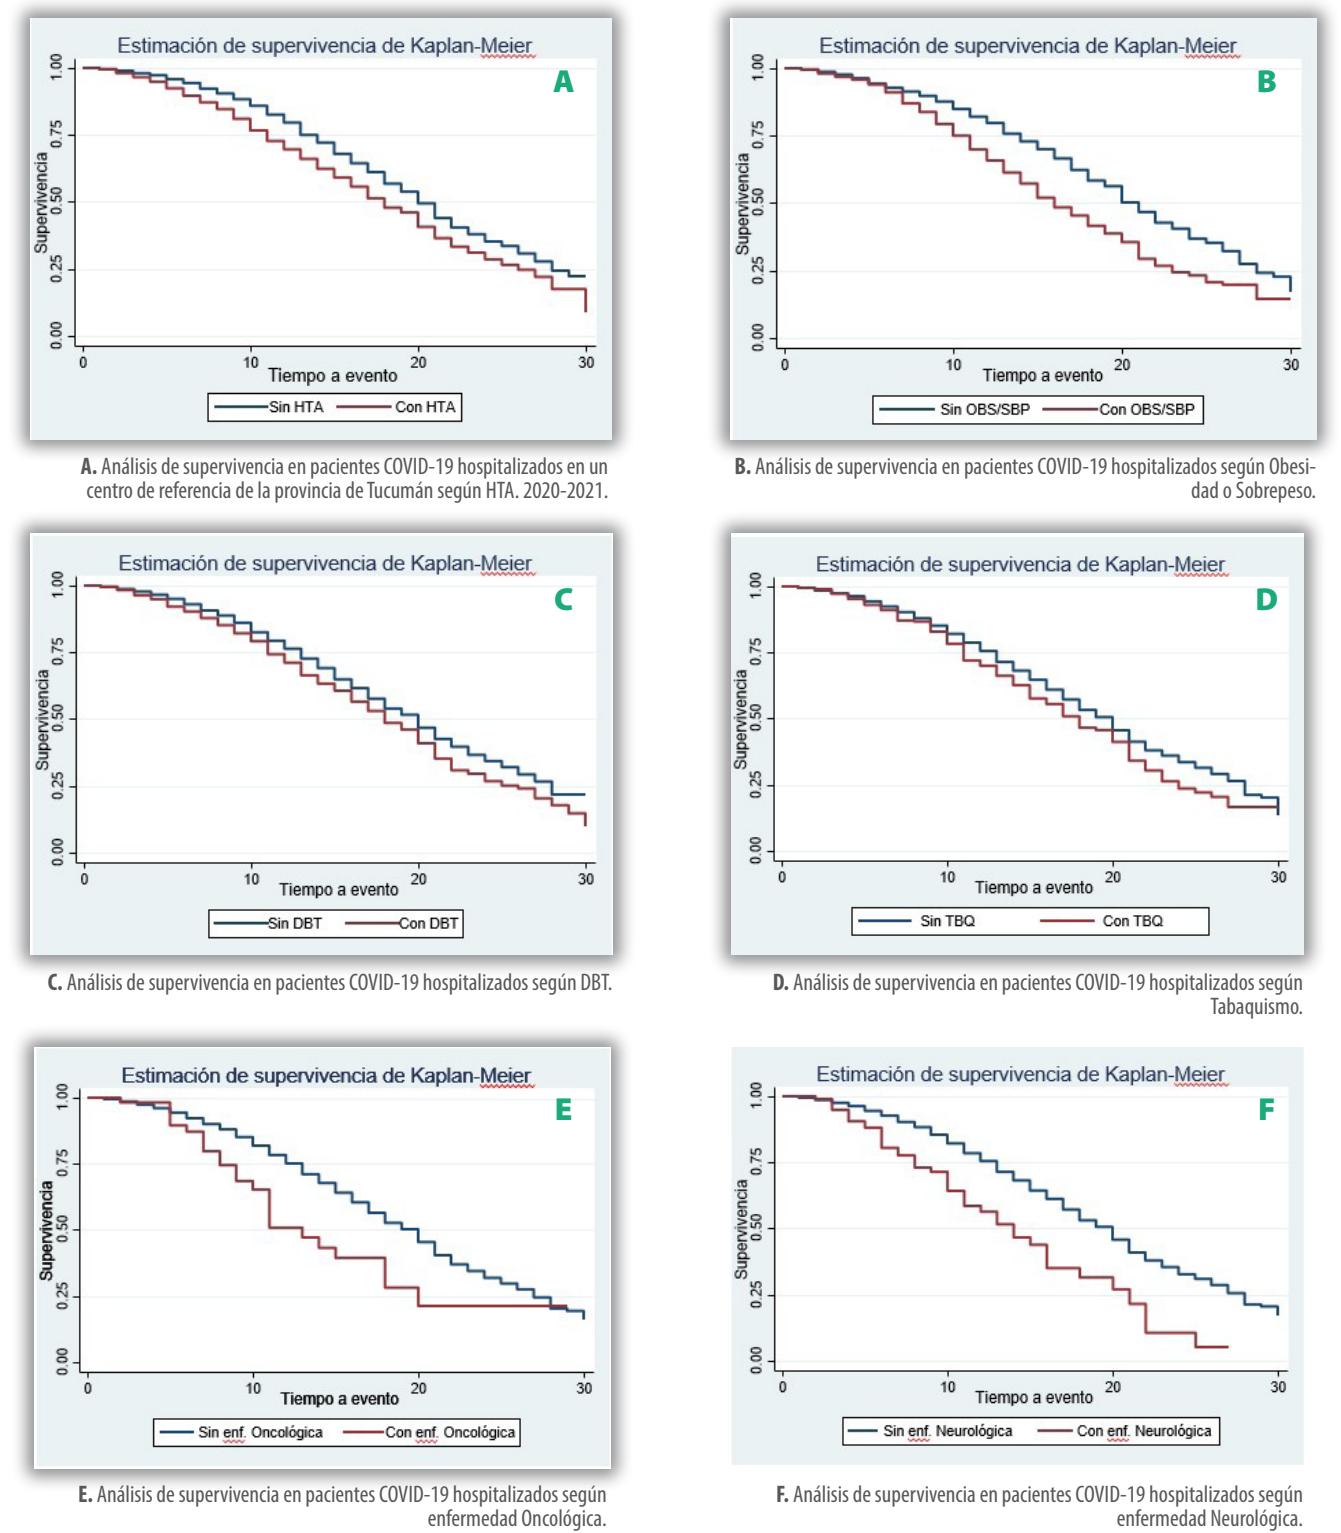 Estimación de supervivencia de Kaplan-Meier
A
Supervivencia
1.00
0.75
0.50
0.25
0.00
0 10 20 30
Tiempo a evento
Sin HTA Con HTA
A. Análisis de supervivencia en pacientes COVID-19 hospitalizados en un
centro de referencia de la provincia de Tucumán según HTA. 2020-2021.
Estimación de supervivencia de Kaplan-Meier
B
Supervivencia
1.00
0.75
0.50
0.25
0.00
0 10 20 30
Tiempo a evento
Sin OBS/SBP Con OBS/SBP
B. Análisis de supervivencia en pacientes COVID-19 hospitalizados según Obesi-
dad o Sobrepeso.
Estimación de supervivencia de Kaplan-Meier
C
Supervivencia
1.00
0.75
0.50
0.25
0.00
0 10 20 30
Tiempo a evento
Sin DBT Con DBT
C. Análisis de supervivencia en pacientes COVID-19 hospitalizados según DBT.
Estimación de supervivencia de Kaplan-Meier
D
Supervivencia
1.00
0.75
0.50
0.25
0.00
0 10 20 30
Tiempo a evento
Sin TBQ Con TBQ
D. Análisis de supervivencia en pacientes COVID-19 hospitalizados según
Tabaquismo.
Estimación de supervivencia de Kaplan-Meier
E
Supervivencia
1.00
0.75
0.50
0.25
0.00
0 10 20 30
Tiempo a evento
Sin enf. Oncológica Con enf. Oncológica
E. Análisis de supervivencia en pacientes COVID-19 hospitalizados según
enfermedad Oncológica.
Estimación de supervivencia de Kaplan-Meier
F
Supervivencia
1.00
0.75
0.50
0.25
0.00
0 10 20 30
Tiempo a evento
Sin enf. Neurológica Con enf. Neurológica
F. Análisis de supervivencia en pacientes COVID-19 hospitalizados según
enfermedad Neurológica.